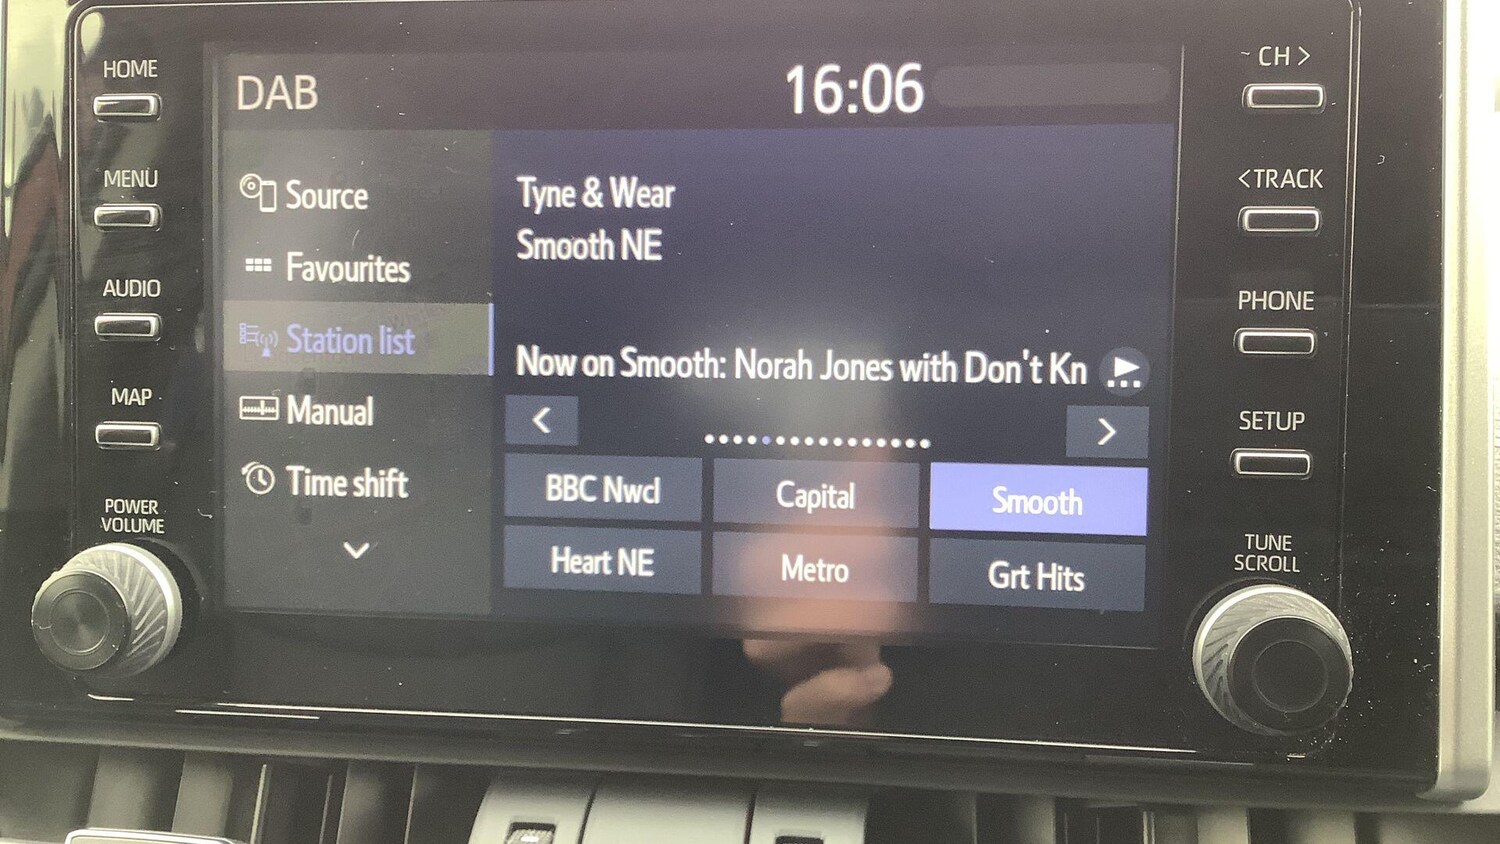 HOME
MENU
AUDIO
MAP
POWER
VOLUME
DAB
16:06
Source
Favourites
Station list
Manual
Time shift
Tyne & Wear
Smooth NE
Now on Smooth: Norah Jones with Don't Kn
<
>
BBC Nwcl
Capital
Smooth
Heart NE
Metro
Grt Hits
CH >
<TRACK
PHONE
SETUP
TUNE
SCROLL